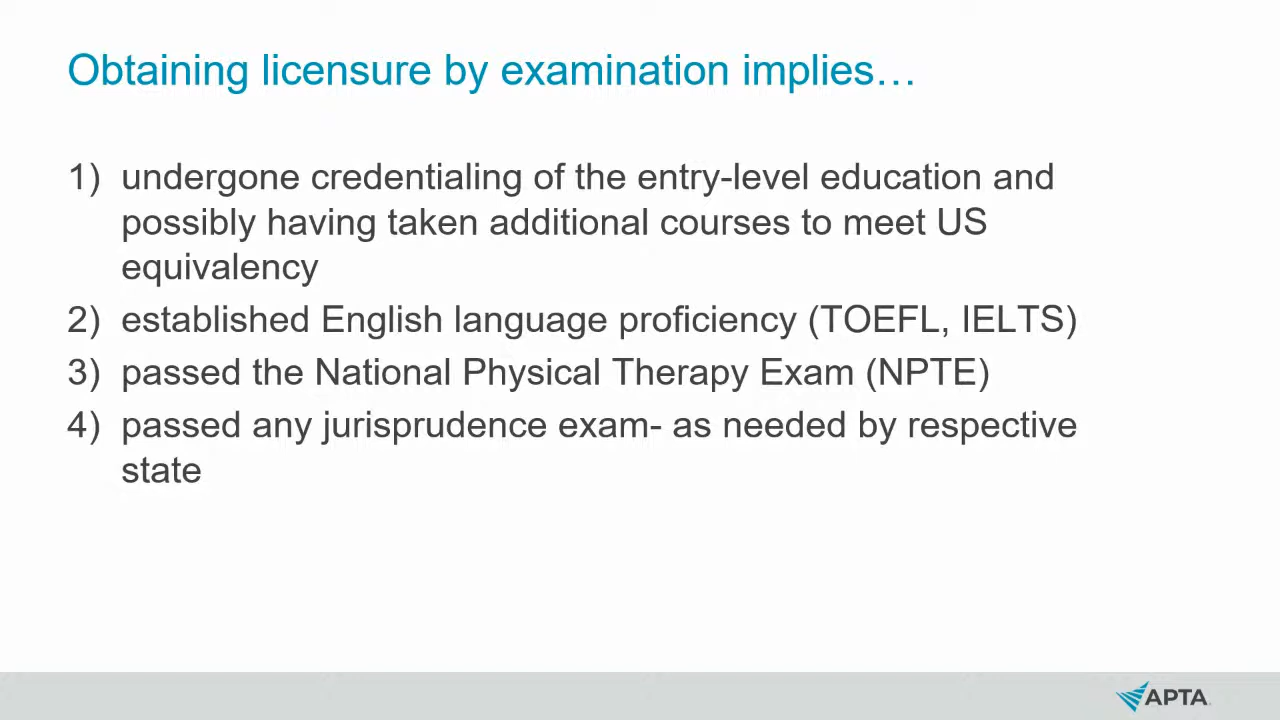 Obtaining licensure by examination implies…
1) undergone credentialing of the entry-level education and
possibly having taken additional courses to meet US
equivalency
2) established English language proficiency (TOEFL, IELTS)
3) passed the National Physical Therapy Exam (NPTE)
4) passed any jurisprudence exam- as needed by respective
state
APTA